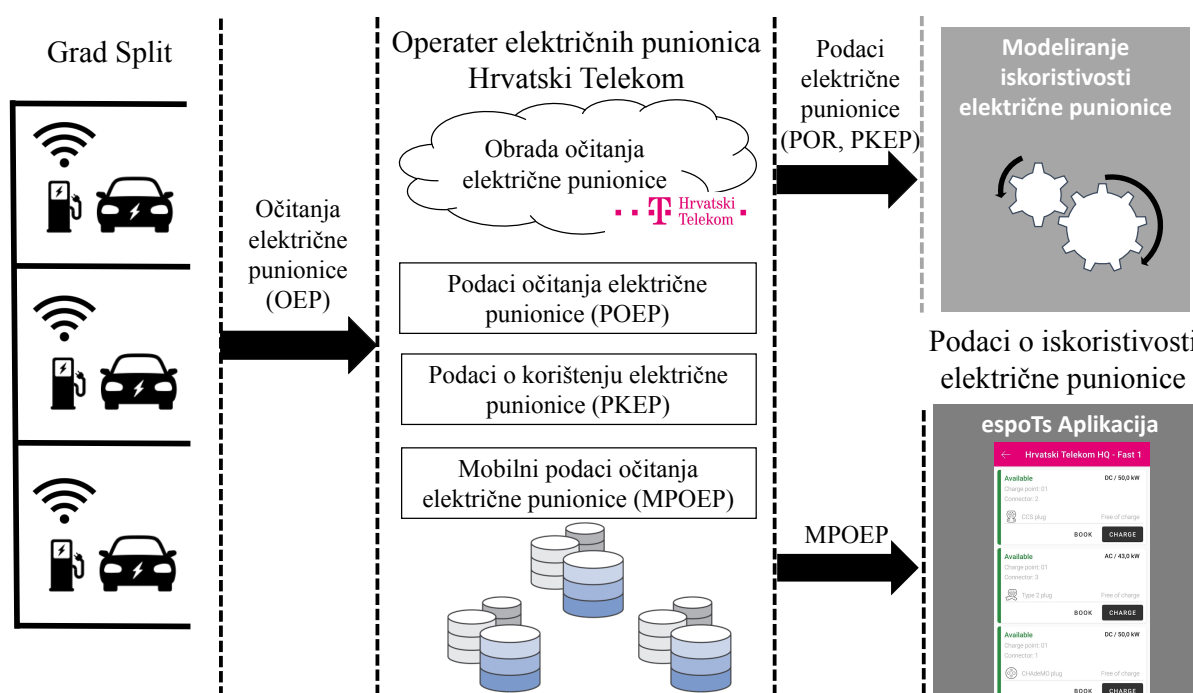 Grad Split
Očitanja
električne
punionice
(OEP)
Operater električnih punionica
Hrvatski Telekom
Obrada očitanja
električne punionice
Hrvatski
Telekom
Podaci očitanja električne
punionice (POEP)
Podaci o korištenju električne
punionice (PKEP)
Mobilni podaci očitanja
električne punionice (MPOEP)
Podaci
električne
punionice
(POR, PKEP)
MPOEP
Modeliranje
iskoristivosti
električne punionice
Podaci o iskoristivosti
električne punionice
espoTs Aplikacija
Hrvatski Telekom HQ - Fast 1
Available DC / 50,0 kW
Charge point: 01
Connector: 2
CCS plug Free of charge
BOOK CHARGE
Available AC / 43,0 kW
Charge point: 01
Connector: 3
Type 2 plug Free of charge
BOOK CHARGE
Available DC / 50,0 kW
Charge point: 01
Connector: 1
CHAdeMO plug Free of charge
BOOK CHARGE